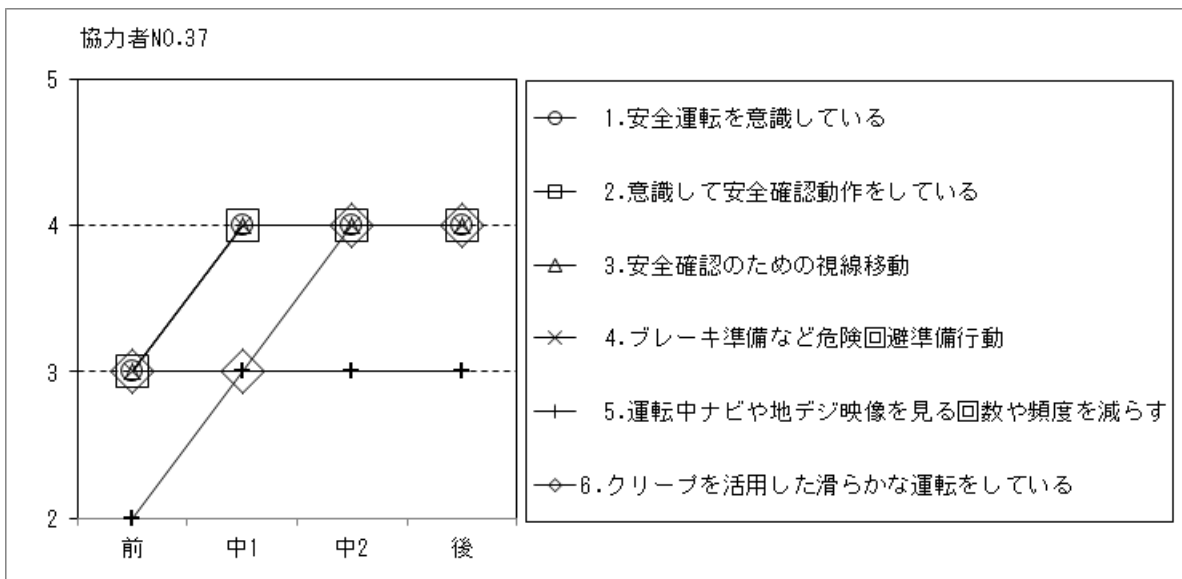 協力者NO.37
5
4
3
2
前 中1 中2 後
1.安全運転を意識している
2.意識して安全確認動作をしている
3.安全確認のための視線移動
4.ブレーキ準備など危険回避準備行動
5.運転中ナビや地デジ映像を見る回数や頻度を減らす
6.クリープを活用した滑らかな運転をしている